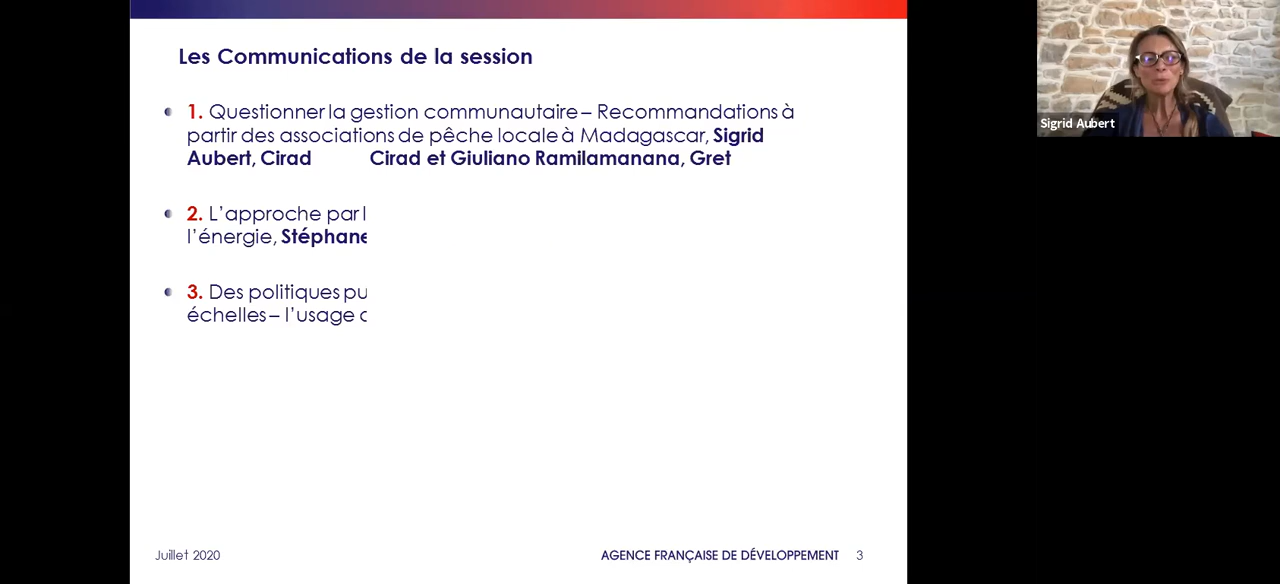 Les Communications de la session
1. Questionner la gestion communautaire – Recommandations à
partir des associations de pêche locale à Madagascar, Sigrid
Aubert, Cirad Cirad et Giuliano Ramilamanana, Gret
2. L’approche par l
l’énergie, Stéphane
3. Des politiques pu
échelles – l’usage
Juillet 2020
AGENCE FRANÇAISE DE DÉVELOPPEMENT 3
Sigrid Aubert